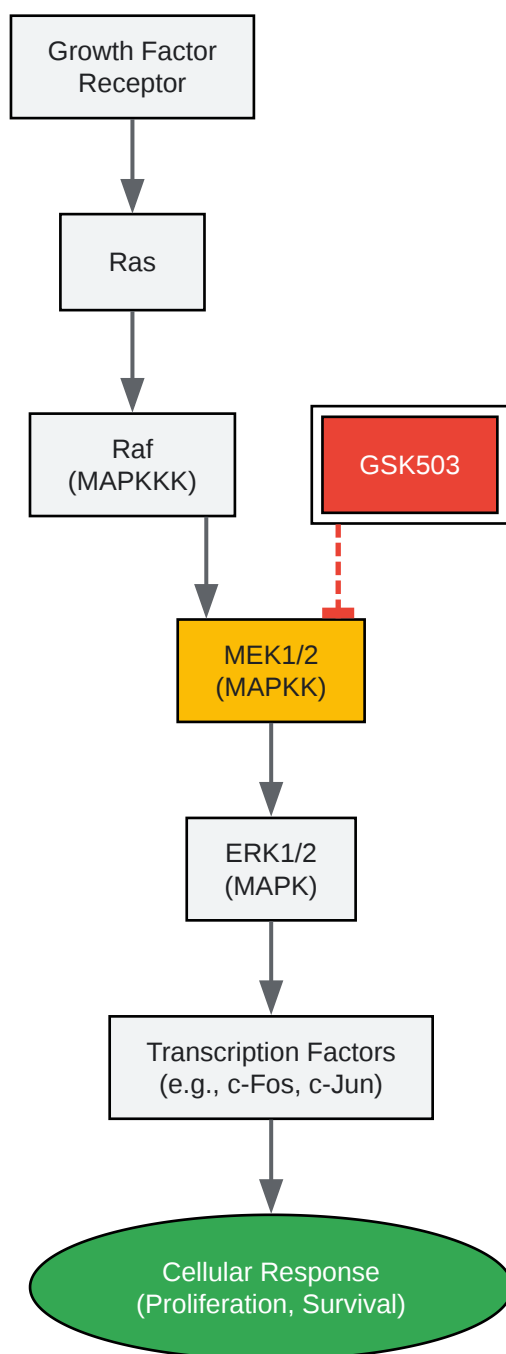 Growth Factor
Receptor
Ras
Raf
(MAPKKK)
GSK503
MEK1/2
(MAPKK)
ERK1/2
(MAPK)
Transcription Factors
(e.g., c-Fos, c-Jun)
Cellular Response
(Proliferation, Survival)